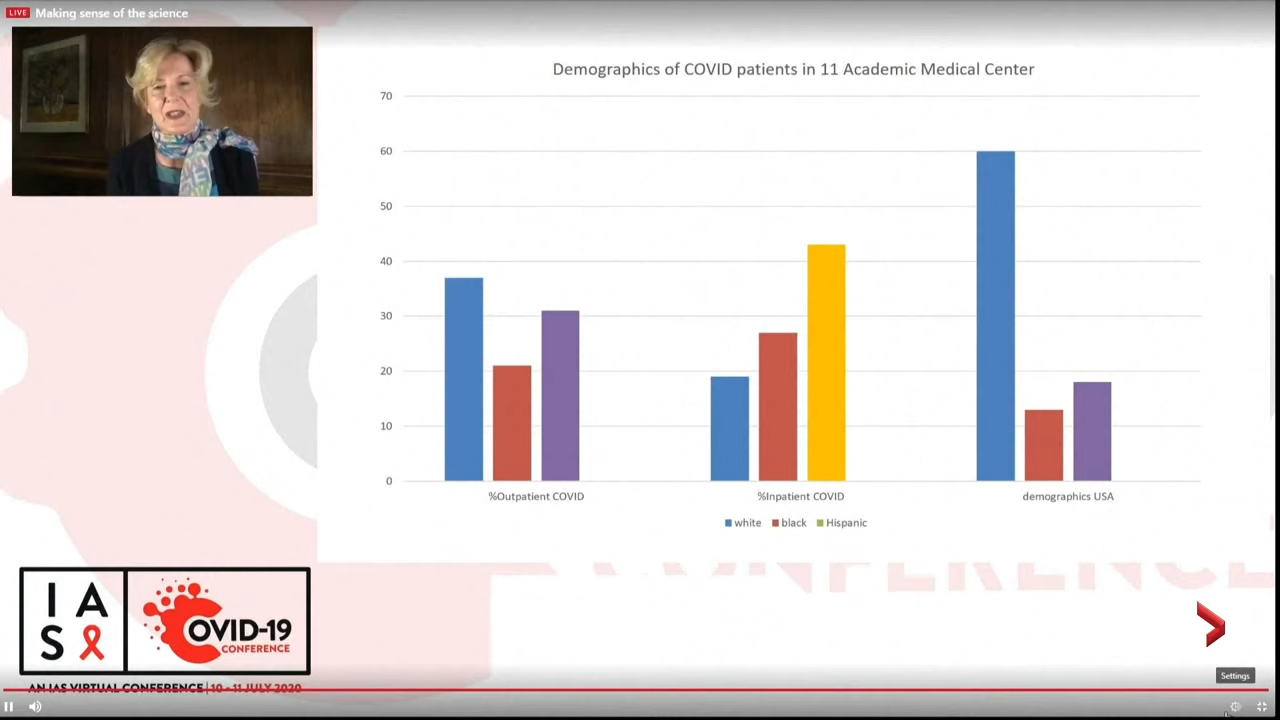 LIVE Making sense of the science
Demographics of COVID patients in 11 Academic Medical Center
70
60
50
40
30
20
10
0
%Outpatient COVID %Inpatient COVID demographics USA
white black Hispanic
CONFERENCE
I A
S
COVID-19
CONFERENCE
AN IAS VIRTUAL CONFERENCE | 10 - 11 JULY 2020
Settings